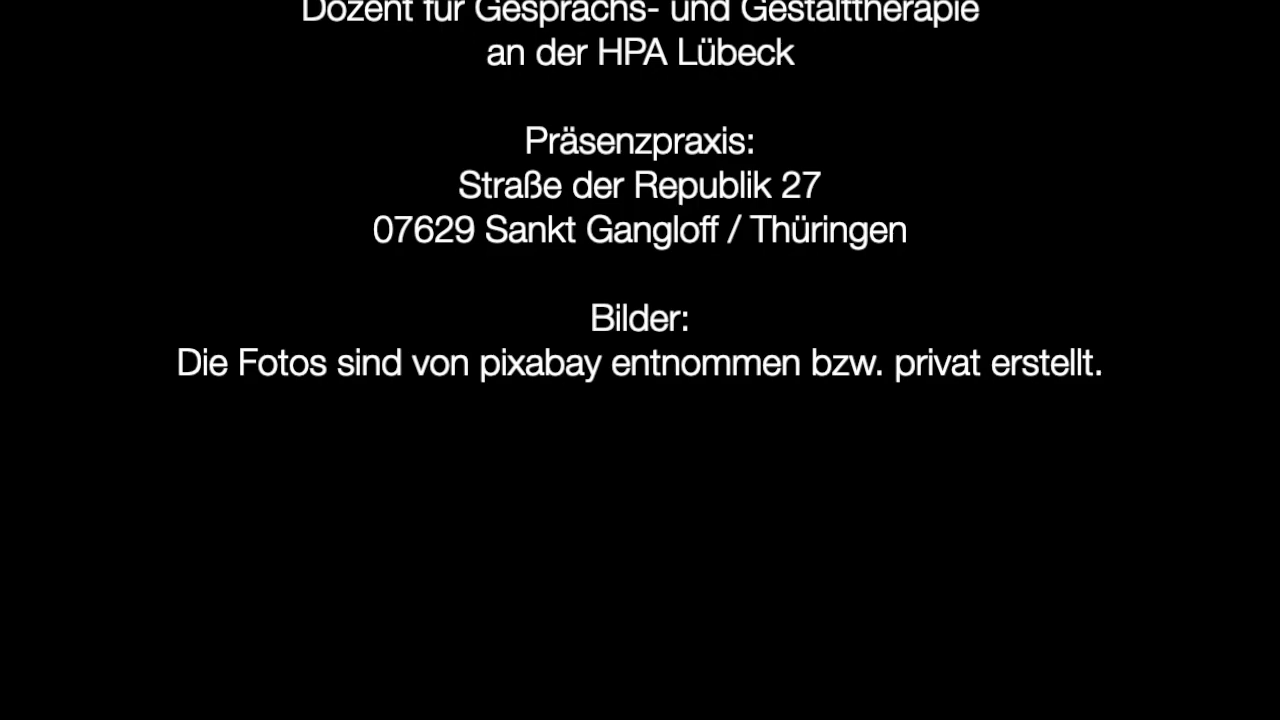 Dozent für Gesprächs- und Gestalttherapie
an der HPA Lübeck
Präsenzpraxis:
Straße der Republik 27
07629 Sankt Gangloff / Thüringen
Bilder:
Die Fotos sind von pixabay entnommen bzw. privat erstellt.